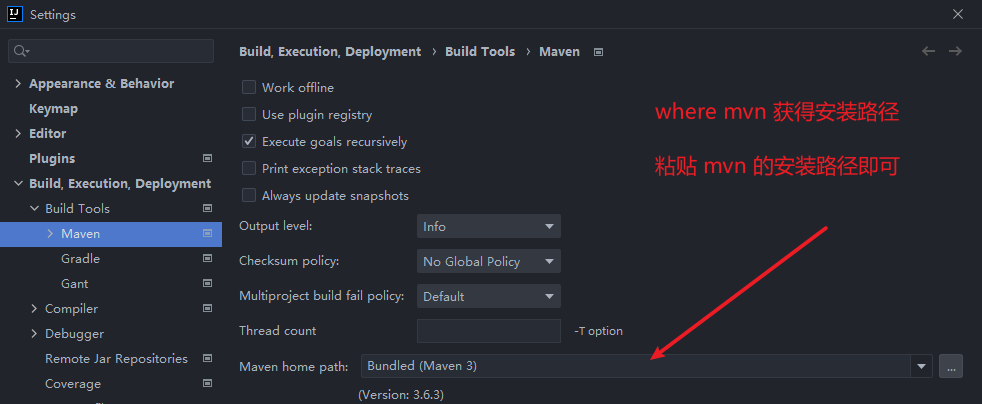 Settings
Build, Execution, Deployment › Build Tools › Maven
Appearance & Behavior
Keymap
Editor
Plugins
Build, Execution, Deployment
Build Tools
Maven
Gradle
Gant
Compiler
Debugger
Remote Jar Repositories
Coverage
Work offline
Use plugin registry
Execute goals recursively
Print exception stack traces
Always update snapshots
Output level: Info
Checksum policy: No Global Policy
Multiproject build fail policy: Default
Thread count -T option
Maven home path: Bundled (Maven 3) ...
(Version: 3.6.3)
where mvn 获得安装路径
粘贴 mvn 的安装路径即可